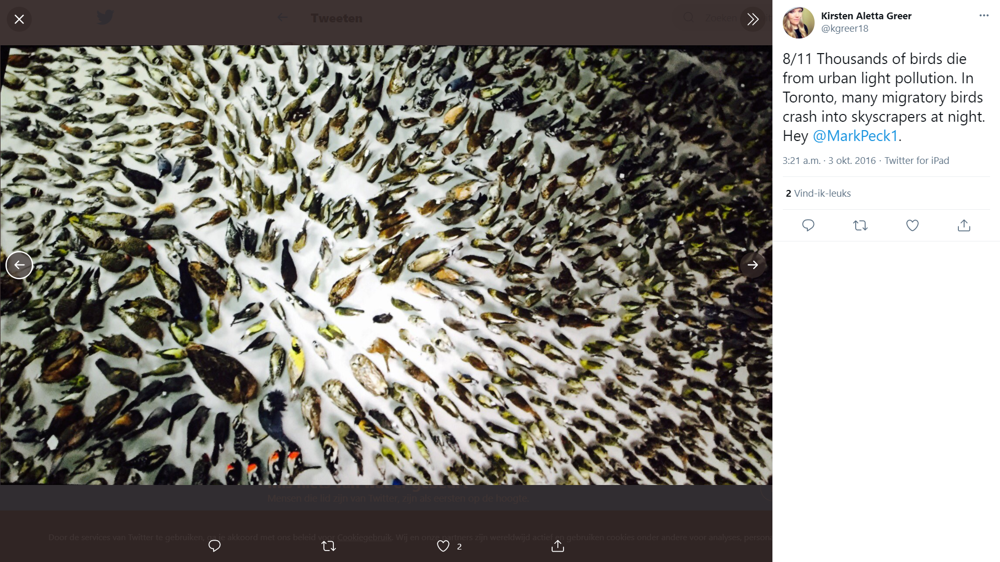 Tweeten
Zoeken
Kirsten Aletta Greer
@kgreer18
8/11 Thousands of birds die
from urban light pollution. In
Toronto, many migratory birds
crash into skyscrapers at night.
Hey @MarkPeck1.
3:21 a.m. · 3 okt. 2016 · Twitter for iPad
2 Vind-ik-leuks
Mensen die lid zijn van Twitter, zijn als eersten op de hoogte.
Door de services van Twitter te gebruiken, ga je akkoord met ons beleid voor Cookiegebruik. Wij en onze partners zijn wereldwijd actief en gebruiken cookies onder andere voor analyses, persona
2